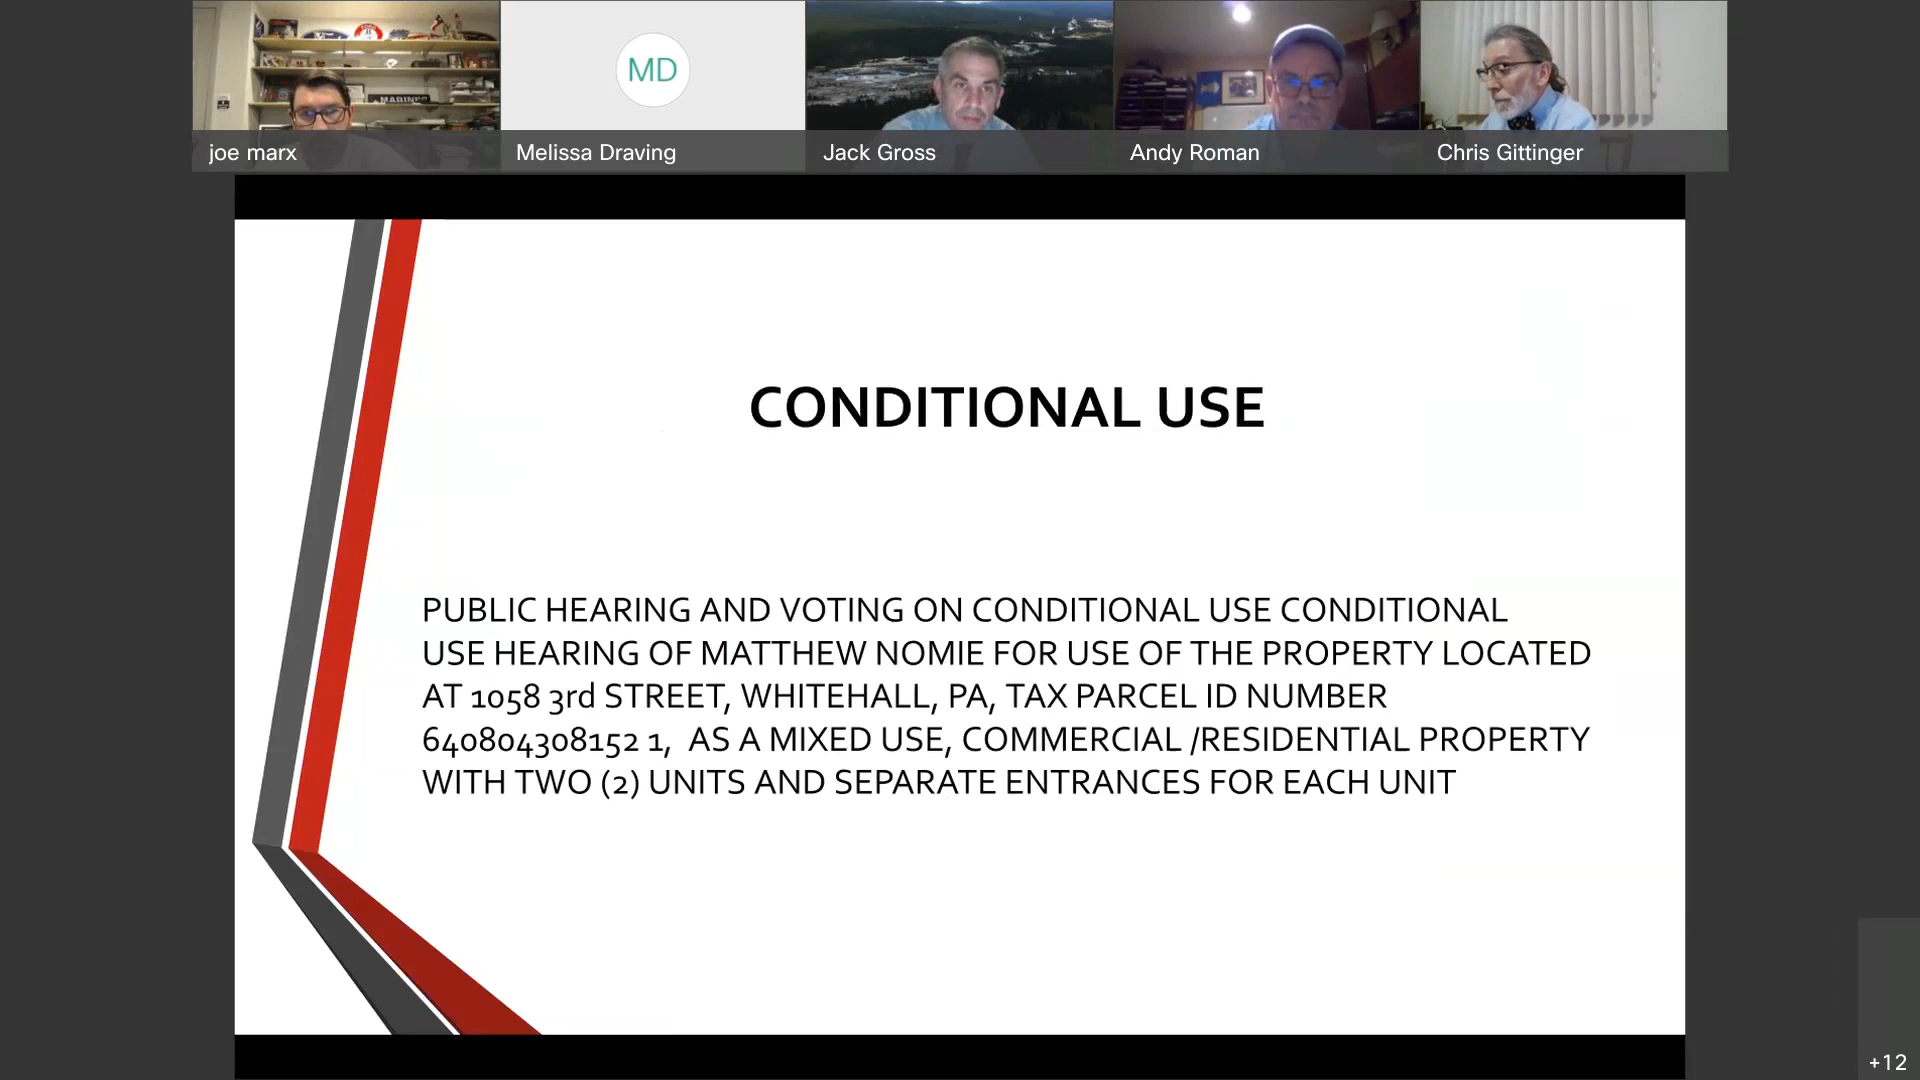 MARINES
MD
joe marx
Melissa Draving
Jack Gross
Andy Roman
Chris Gittinger
CONDITIONAL USE
PUBLIC HEARING AND VOTING ON CONDITIONAL USE CONDITIONAL
USE HEARING OF MATTHEW NOMIE FOR USE OF THE PROPERTY LOCATED
AT 1058 3rd STREET, WHITEHALL, PA, TAX PARCEL ID NUMBER
640804308152 1, AS A MIXED USE, COMMERCIAL /RESIDENTIAL PROPERTY
WITH TWO (2) UNITS AND SEPARATE ENTRANCES FOR EACH UNIT
+12